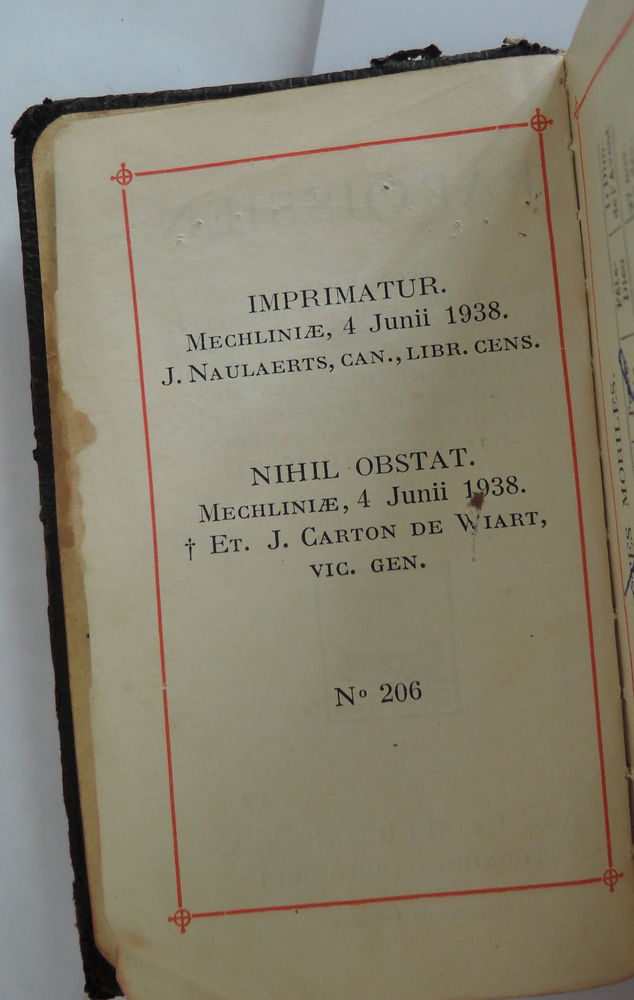 IMPRIMATUR.
MECHLINIÆ, 4 Junii 1938.
J. NAULAERTS, CAN., LIBR. CENS.
NIHIL OBSTAT.
MECHLINIÆ, 4 Junii 1938.
† ET. J. CARTON DE WIART,
VIC. GEN.
Nº 206
MOBILES.